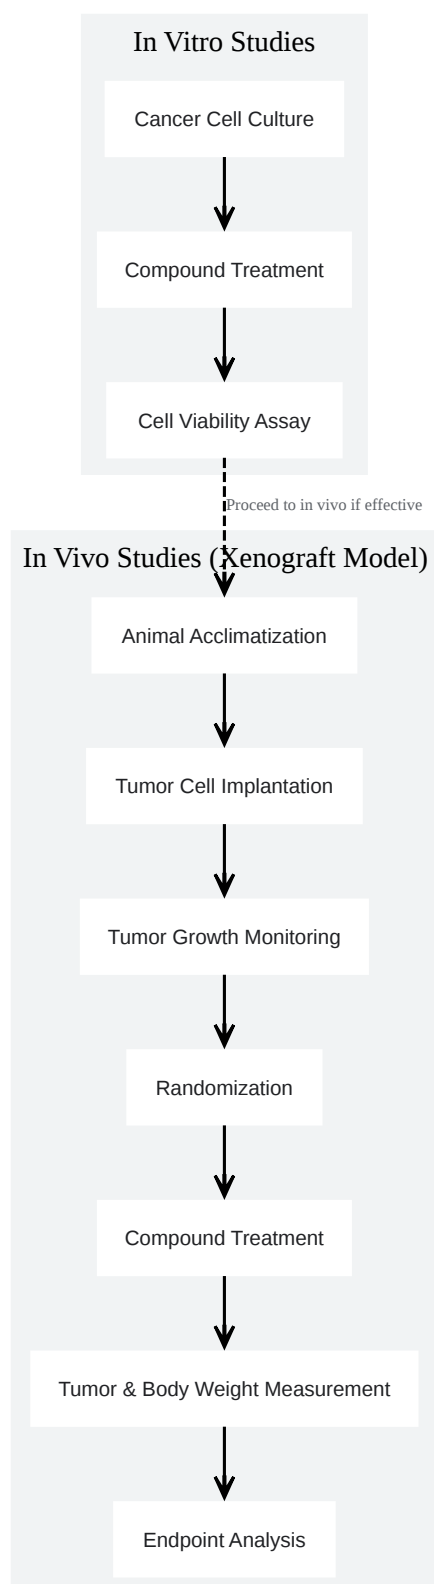 In Vitro Studies
Cancer Cell Culture
Compound Treatment
Cell Viability Assay
Proceed to in vivo if effective
In Vivo Studies (Xenograft Model)
Animal Acclimatization
Tumor Cell Implantation
Tumor Growth Monitoring
Randomization
Compound Treatment
Tumor & Body Weight Measurement
Endpoint Analysis